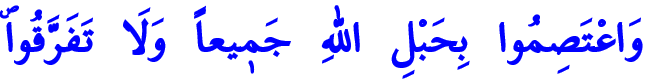 وَاعْتَصِمُوا بِحَبْلِ اللهِ جَمٖيعاً وَلَا تَفَرَّقُواۖ